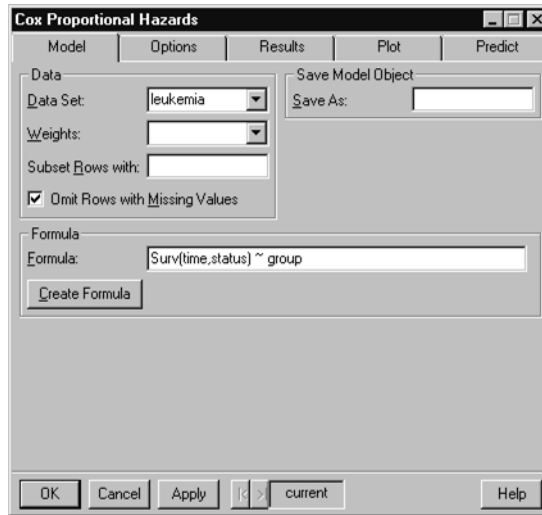 Cox Proportional Hazards
Model Options Results Plot Predict
Data
Data Set: leukemia
Weights:
Subset Rows with:
Omit Rows with Missing Values
Save Model Object
Save As:
Formula
Formula: Surv(time,status) ~ group
Create Formula
OK Cancel Apply current Help